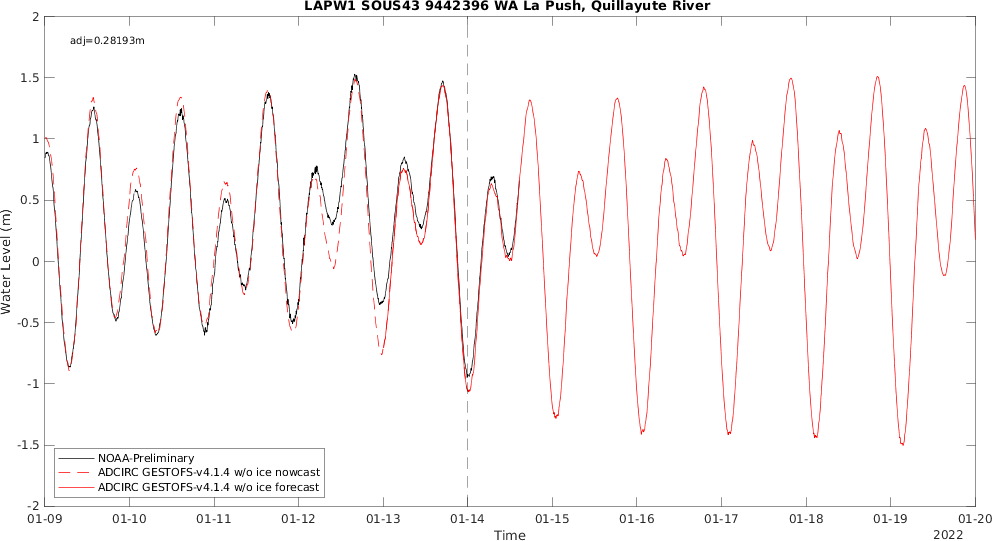 LAPW1 SOUS43 9442396 WA La Push, Quillayute River
adj=0.28193m
2
1.5
1
0.5
0
-0.5
-1
-1.5
-2
Water Level (m)
NOAA-Preliminary
ADCIRC GESTOFS-v4.1.4 w/o ice nowcast
ADCIRC GESTOFS-v4.1.4 w/o ice forecast
01-09 01-10 01-11 01-12 01-13 01-14 01-15 01-16 01-17 01-18 01-19 01-20
Time
2022